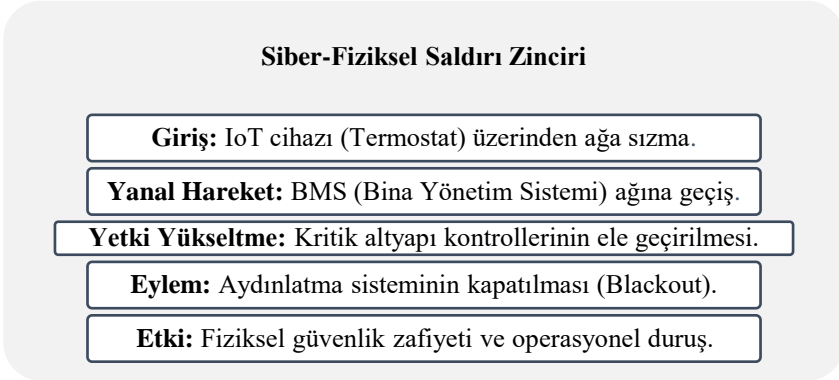 Siber-Fiziksel Saldırı Zinciri
Giriş: IoT cihazı (Termostat) üzerinden ağa sızma.
Yanal Hareket: BMS (Bina Yönetim Sistemi) ağına geçiş.
Yetki Yükseltme: Kritik altyapı kontrollerinin ele geçirilmesi.
Eylem: Aydınlatma sisteminin kapatılması (Blackout).
Etki: Fiziksel güvenlik zafiyeti ve operasyonel duruş.